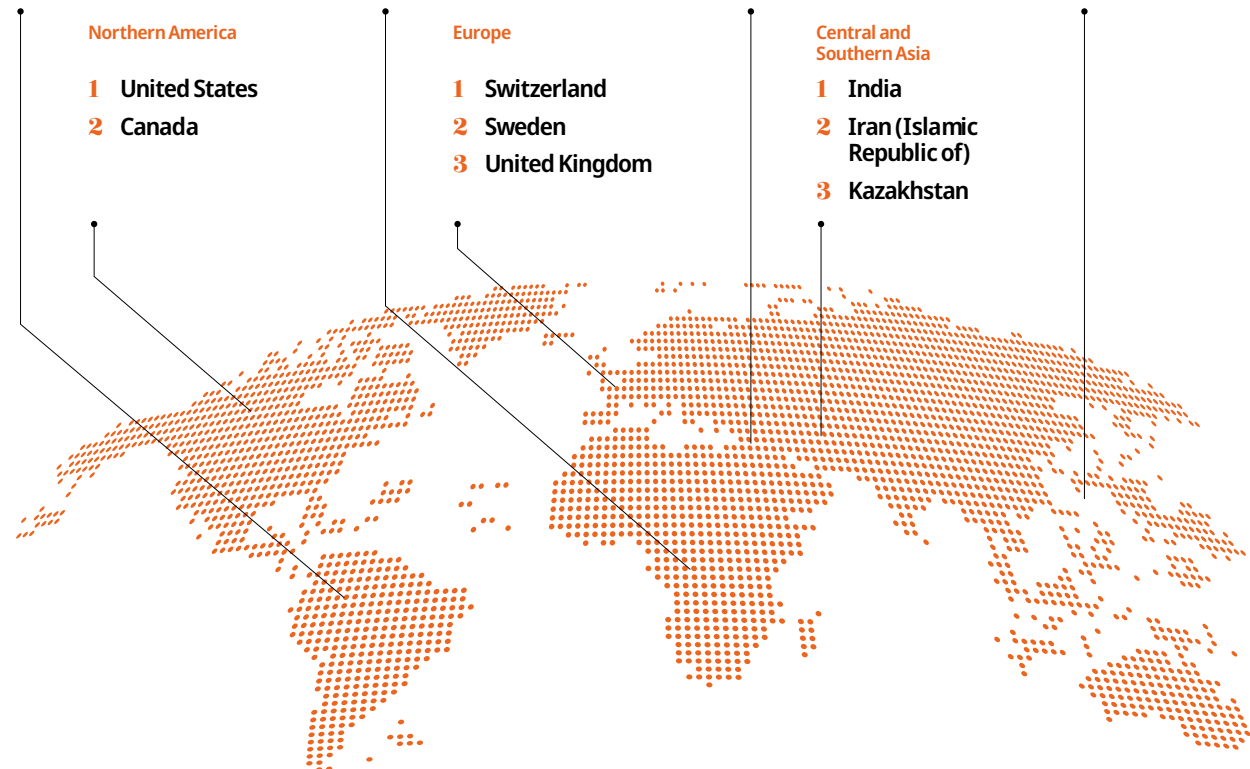 Northern America
1 United States
2 Canada
Europe
1 Switzerland
2 Sweden
3 United Kingdom
Central and
Southern Asia
1 India
2 Iran (Islamic
Republic of)
3 Kazakhstan